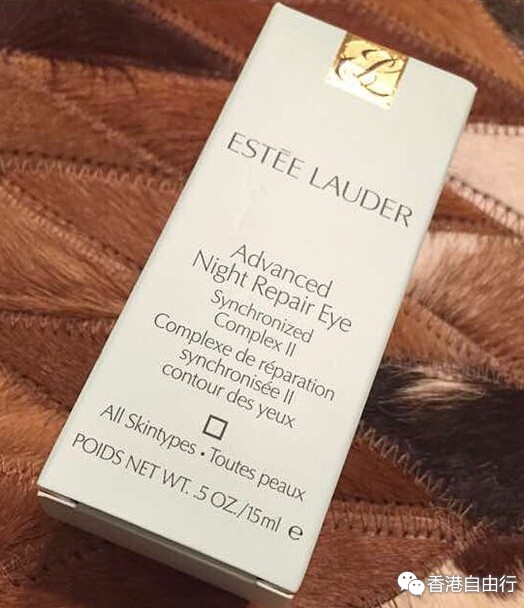 ESTĒE LAUDER
Advanced
Night Repair Eye
Synchronized
Complex II
Complexe de réparation
synchronisée II
contour des yeux
All Skintypes • Toutes peaux
POIDS NET WT. .5 OZ./15ml e
香港自由行